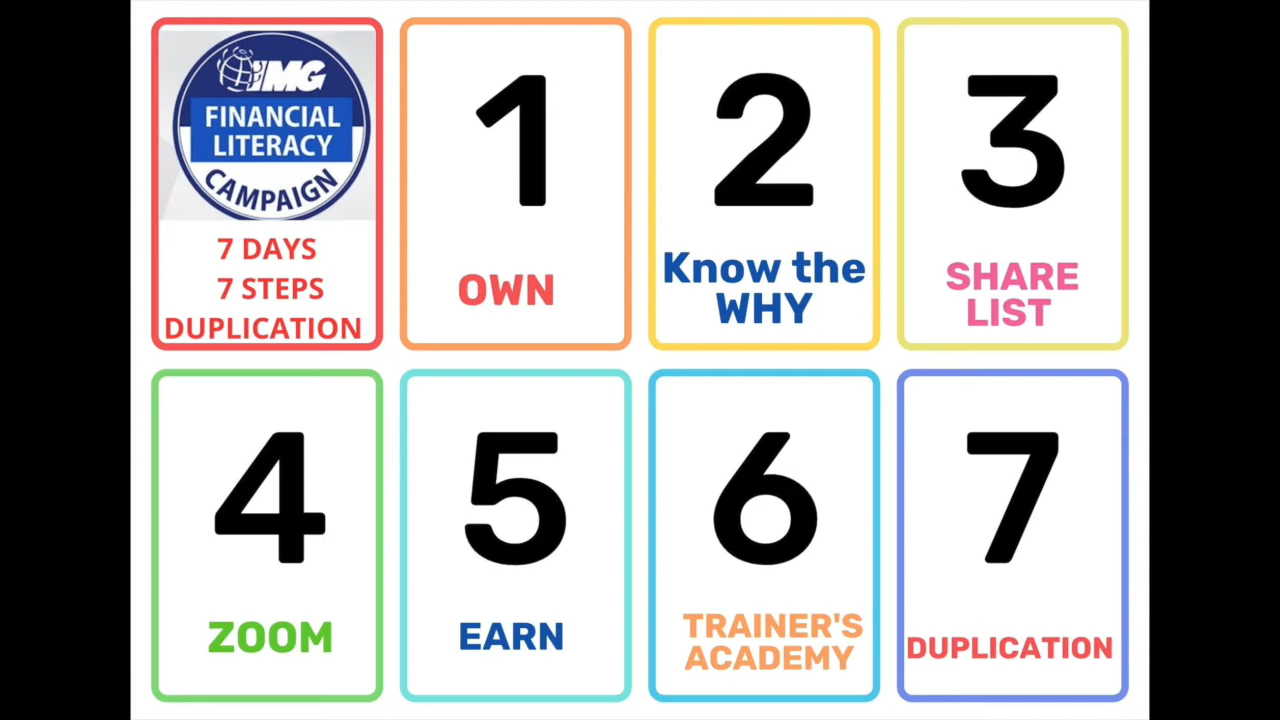 IMG
FINANCIAL
LITERACY
CAMPAIGN
7 DAYS
7 STEPS
DUPLICATION
1
OWN
2
Know the
WHY
3
SHARE
LIST
4
ZOOM
5
EARN
6
TRAINER'S
ACADEMY
7
DUPLICATION